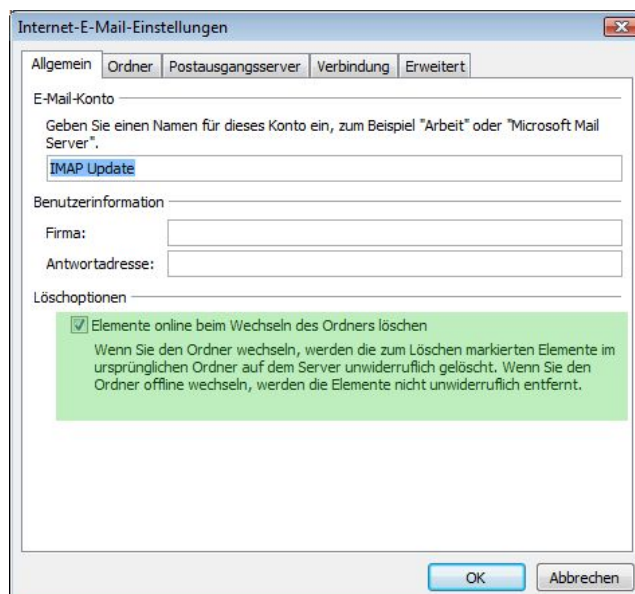 Internet-E-Mail-Einstellungen
Allgemein Ordner Postausgangsserver Verbindung Erweitert
E-Mail-Konto
Geben Sie einen Namen für dieses Konto ein, zum Beispiel "Arbeit" oder "Microsoft Mail
Server".
IMAP Update
Benutzerinformation
Firma:
Antwortadresse:
Löschoptionen
Elemente online beim Wechseln des Ordners löschen
Wenn Sie den Ordner wechseln, werden die zum Löschen markierten Elemente im
ursprünglichen Ordner auf dem Server unwiderruflich gelöscht. Wenn Sie den
Ordner offline wechseln, werden die Elemente nicht unwiderruflich entfernt.
OK Abbrechen